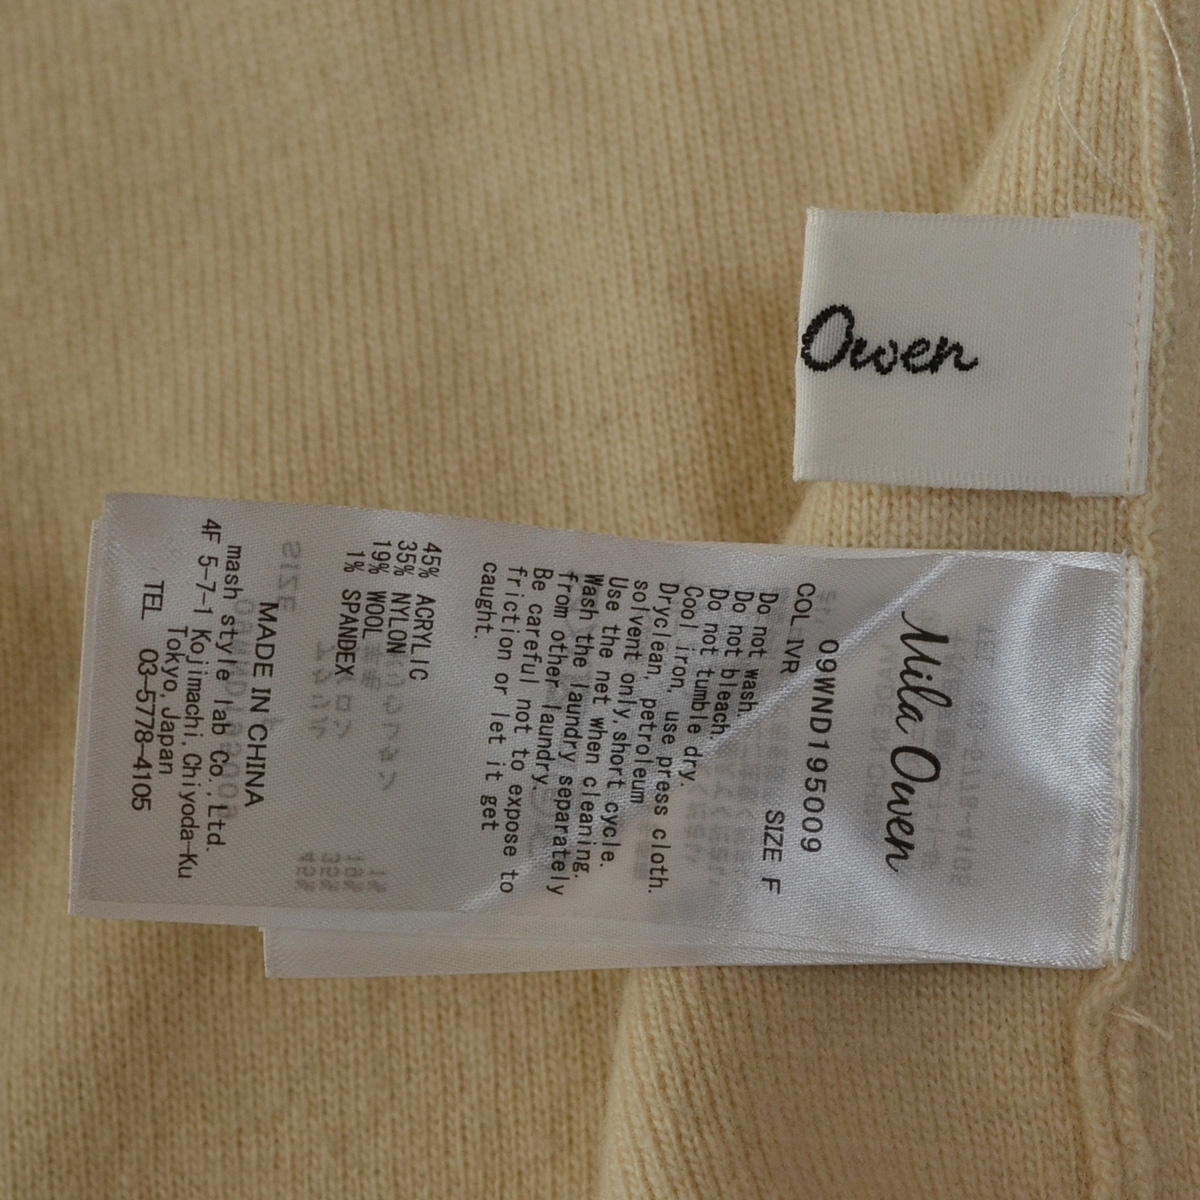 Owen
Mila Owen
09WND195009
COL IVR SIZE F
Do not wash.
Do not bleach.
Do not tumble dry.
Cool iron, use press cloth.
Dryclean, petroleum
solvent only,short cycle.
Use the net when cleaning.
Wash the laundry separately
from other laundry.
Be careful not to expose to
friction or let it get
caught.
45% ACRYLIC
35% NYLON
19% WOOL
1% SPANDEX
MADE IN CHINA
mash style lab Co.,Ltd.
4F 5-7-1 Kojimachi,Chiyoda-Ku
Tokyo,Japan
TEL 03-5778-4105